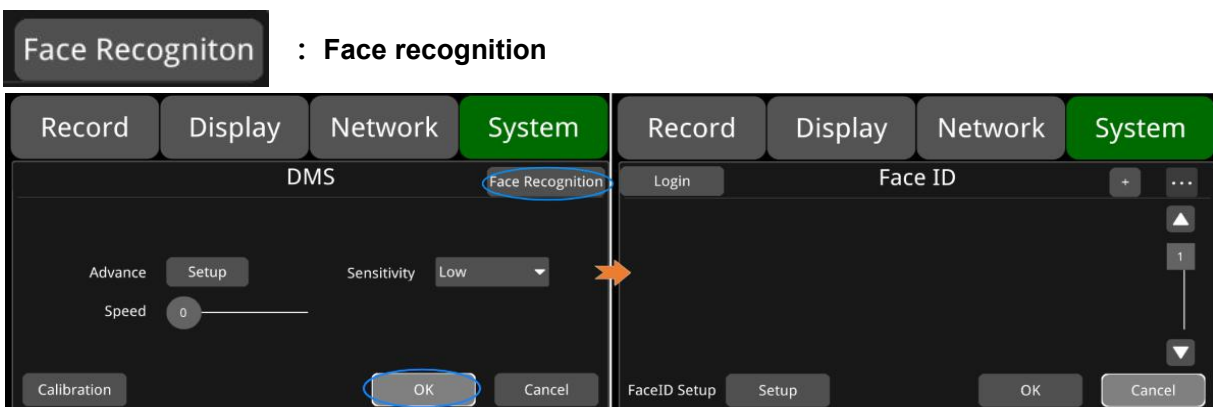 Face Recogniton : Face recognition
Record Display Network System
DMS Face Recognition
Advance Setup Sensitivity Low
Speed 0
Calibration OK Cancel
Record Display Network System
Login Face ID + ...
1
FaceID Setup Setup OK Cancel